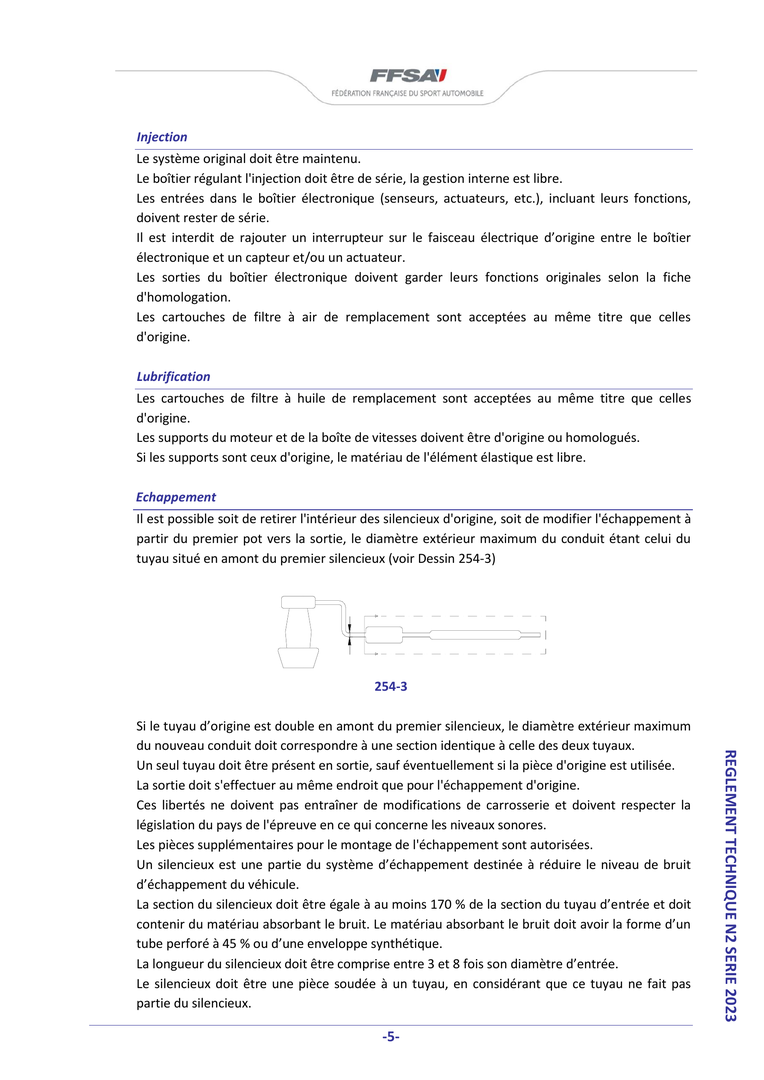 FFSA
FÉDÉRATION FRANÇAISE DU SPORT AUTOMOBILE
Injection
Le système original doit être maintenu.
Le boîtier régulant l'injection doit être de série, la gestion interne est libre.
Les entrées dans le boîtier électronique (senseurs, actuateurs, etc.), incluant leurs fonctions,
doivent rester de série.
Il est interdit de rajouter un interrupteur sur le faisceau électrique d’origine entre le boîtier
électronique et un capteur et/ou un actuateur.
Les sorties du boîtier électronique doivent garder leurs fonctions originales selon la fiche
d'homologation.
Les cartouches de filtre à air de remplacement sont acceptées au même titre que celles
d'origine.
Lubrification
Les cartouches de filtre à huile de remplacement sont acceptées au même titre que celles
d'origine.
Les supports du moteur et de la boîte de vitesses doivent être d'origine ou homologués.
Si les supports sont ceux d'origine, le matériau de l'élément élastique est libre.
Echappement
Il est possible soit de retirer l'intérieur des silencieux d'origine, soit de modifier l'échappement à
partir du premier pot vers la sortie, le diamètre extérieur maximum du conduit étant celui du
tuyau situé en amont du premier silencieux (voir Dessin 254-3)
254-3
Si le tuyau d’origine est double en amont du premier silencieux, le diamètre extérieur maximum
du nouveau conduit doit correspondre à une section identique à celle des deux tuyaux.
Un seul tuyau doit être présent en sortie, sauf éventuellement si la pièce d'origine est utilisée.
La sortie doit s'effectuer au même endroit que pour l'échappement d'origine.
Ces libertés ne doivent pas entraîner de modifications de carrosserie et doivent respecter la
législation du pays de l'épreuve en ce qui concerne les niveaux sonores.
Les pièces supplémentaires pour le montage de l'échappement sont autorisées.
Un silencieux est une partie du système d’échappement destinée à réduire le niveau de bruit
d’échappement du véhicule.
La section du silencieux doit être égale à au moins 170 % de la section du tuyau d’entrée et doit
contenir du matériau absorbant le bruit. Le matériau absorbant le bruit doit avoir la forme d’un
tube perforé à 45 % ou d’une enveloppe synthétique.
La longueur du silencieux doit être comprise entre 3 et 8 fois son diamètre d’entrée.
Le silencieux doit être une pièce soudée à un tuyau, en considérant que ce tuyau ne fait pas
partie du silencieux.
REGLEMENT TECHNIQUE N2 SERIE 2023
-5-